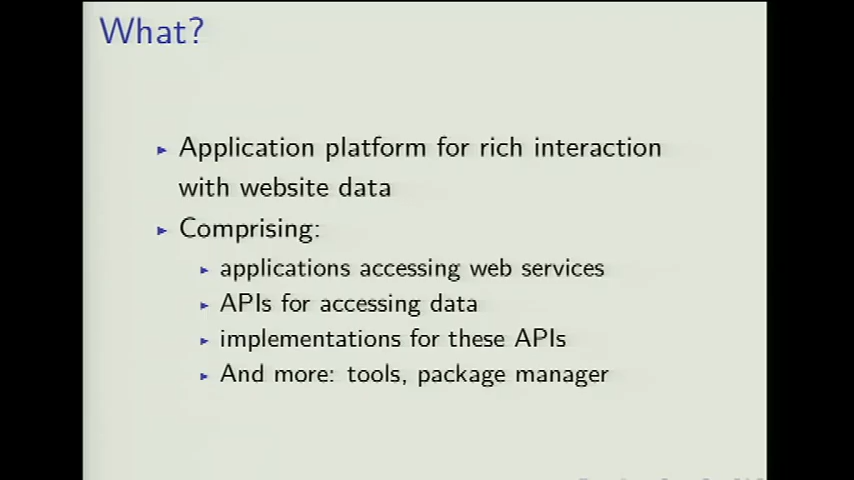 What?
Application platform for rich interaction
with website data
Comprising:
applications accessing web services
APIs for accessing data
implementations for these APIs
And more: tools, package manager